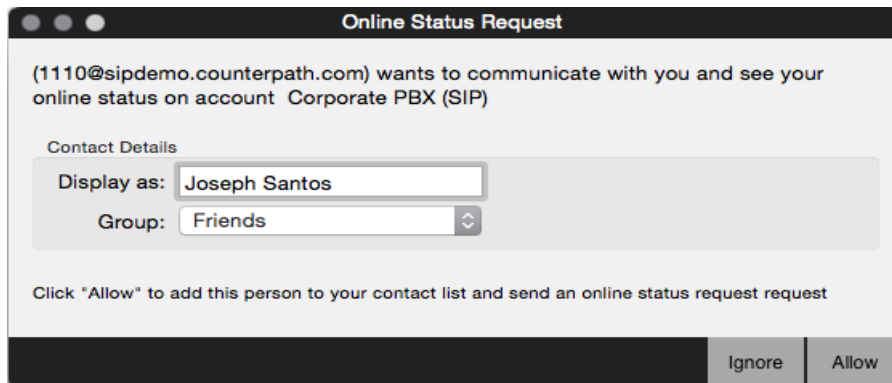 Online Status Request
(1110@sipdemo.counterpath.com) wants to communicate with you and see your
online status on account  Corporate PBX (SIP)
Contact Details
Display as: Joseph Santos
Group: Friends
Click "Allow" to add this person to your contact list and send an online status request request
Ignore Allow